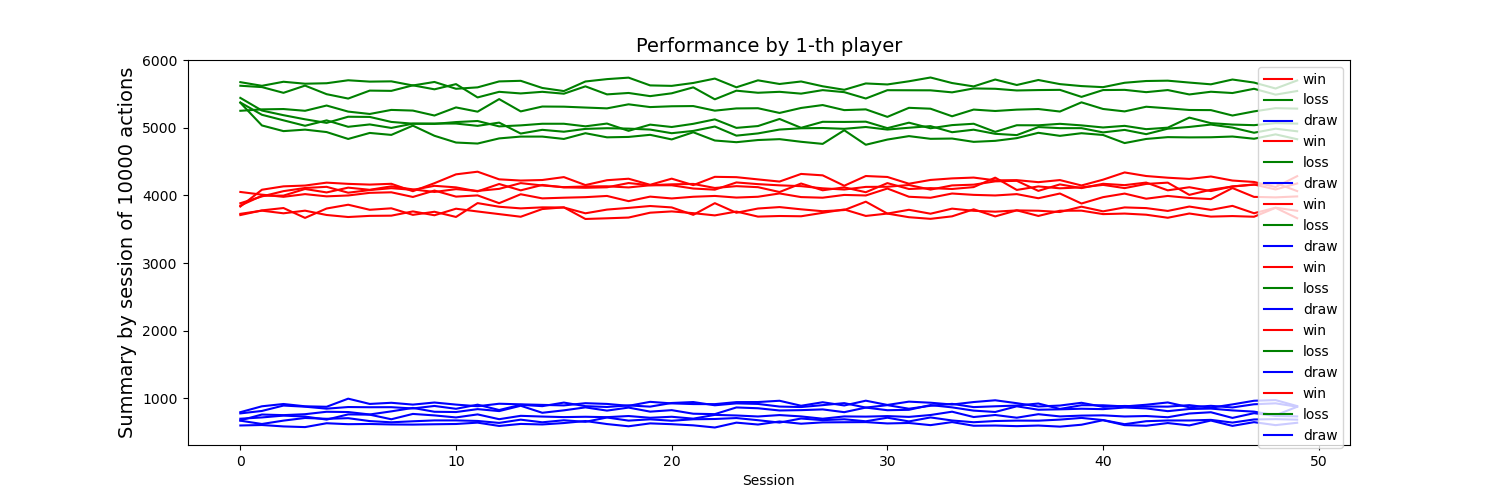 Performance by 1-th player
Summary by session of 10000 actions
6000
5000
4000
3000
2000
1000
0
10
20
30
40
50
Session
win
loss
draw
win
loss
draw
win
loss
draw
win
loss
draw
win
loss
draw
win
loss
draw